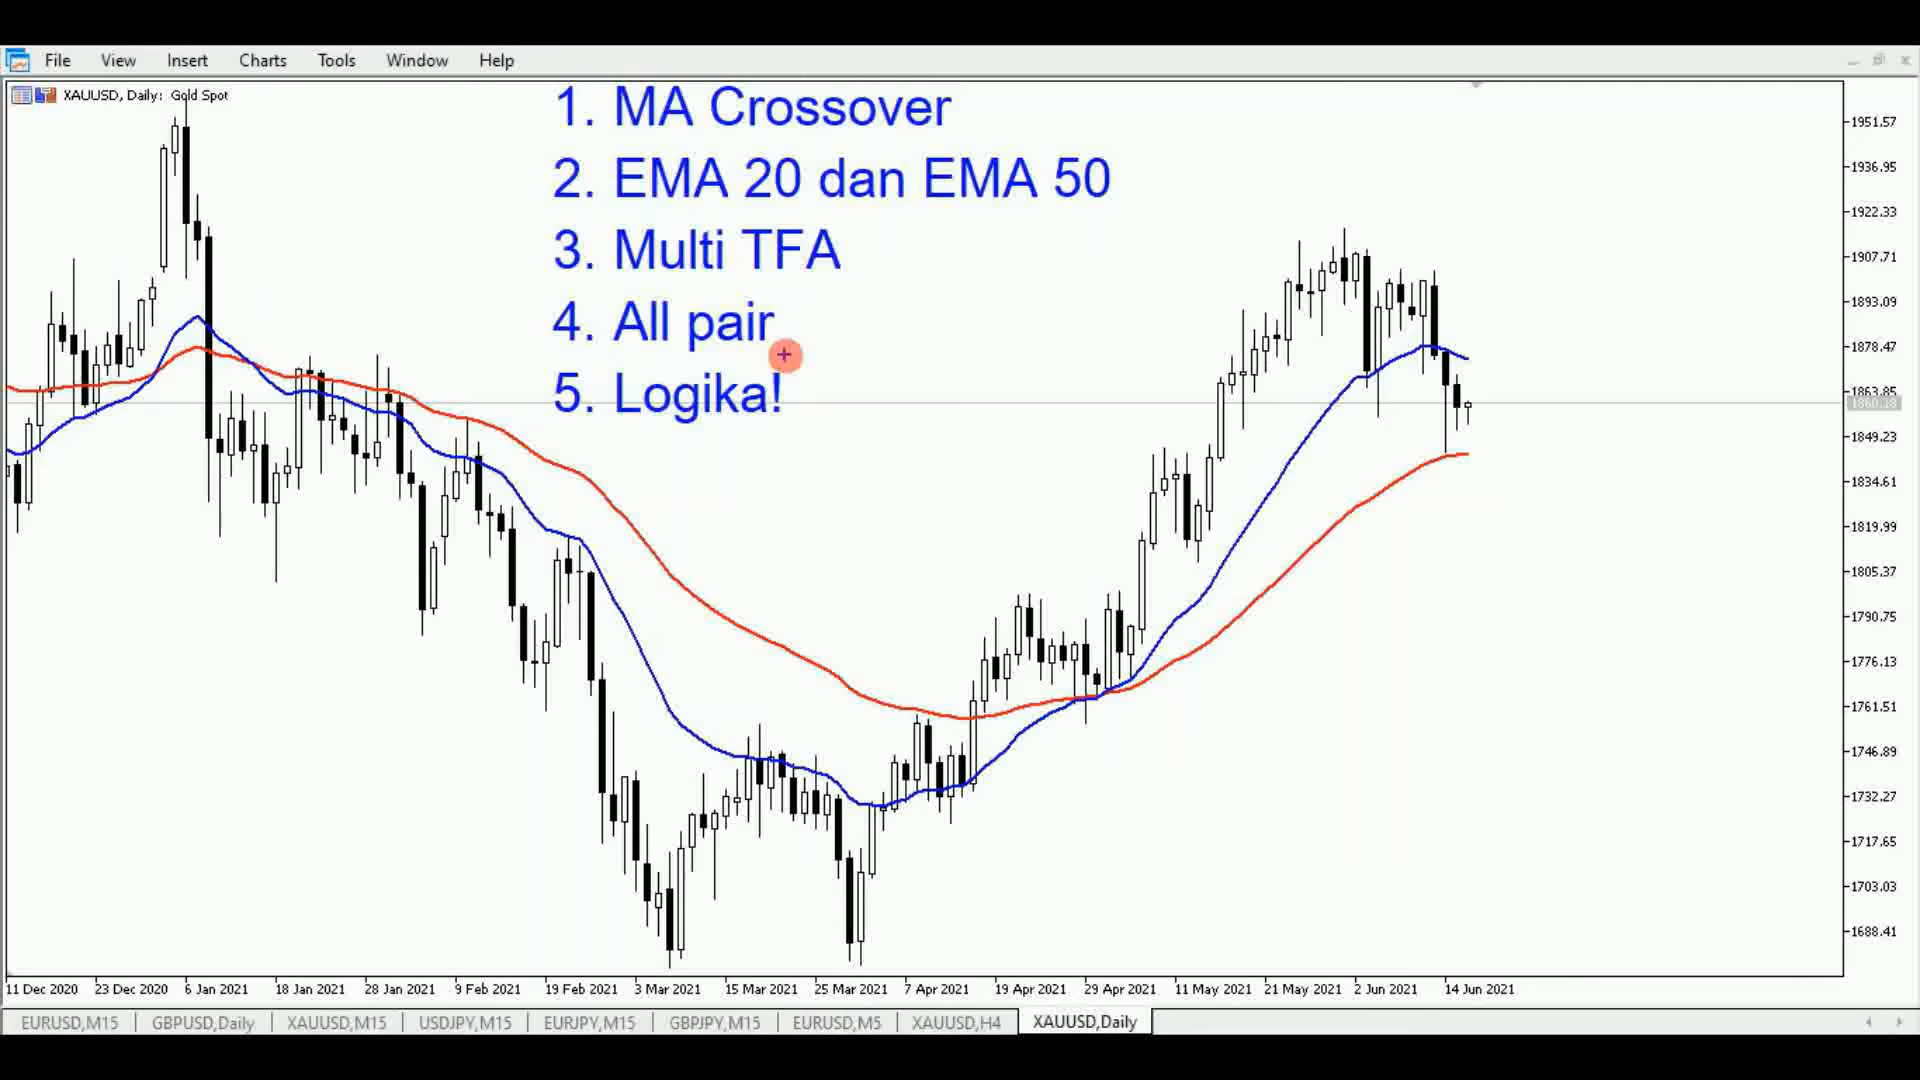 File View Insert Charts Tools Window Help
XAUUSD, Daily: Gold Spot
1. MA Crossover
2. EMA 20 dan EMA 50
3. Multi TFA
4. All pair
5. Logika!
1951.57
1936.95
1922.33
1907.71
1893.09
1878.47
1863.85
1860.18
1849.23
1834.61
1819.99
1805.37
1790.75
1776.13
1761.51
1746.89
1732.27
1717.65
1703.03
1688.41
11 Dec 2020 23 Dec 2020 6 Jan 2021 18 Jan 2021 28 Jan 2021 9 Feb 2021 19 Feb 2021 3 Mar 2021 15 Mar 2021 25 Mar 2021 7 Apr 2021 19 Apr 2021 29 Apr 2021 11 May 2021 21 May 2021 2 Jun 2021 14 Jun 2021
EURUSD,M15 GBPUSD,Daily XAUUSD,M15 USDJPY,M15 EURJPY,M15 GBPJPY,M15 EURUSD,M5 XAUUSD,H4 XAUUSD,Daily